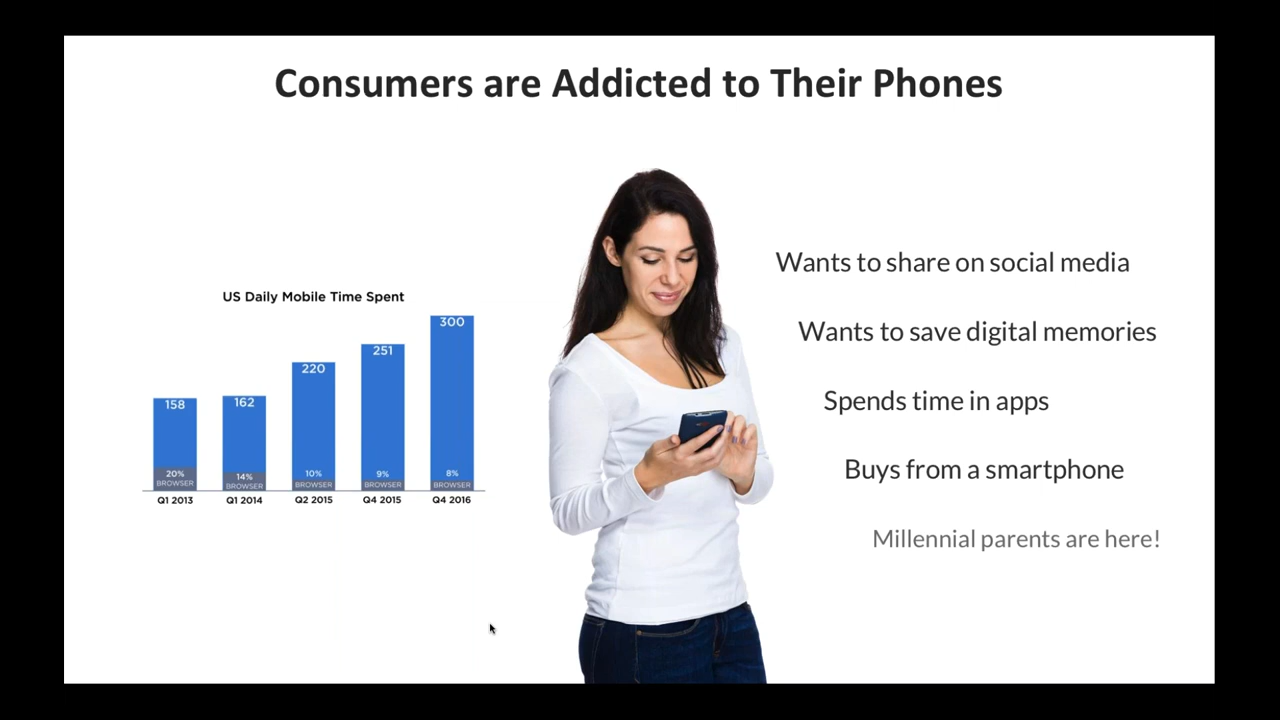 Consumers are Addicted to Their Phones
US Daily Mobile Time Spent
158
162
220
251
300
20%
BROWSER
14%
BROWSER
10%
BROWSER
9%
BROWSER
8%
BROWSER
Q1 2013
Q1 2014
Q2 2015
Q4 2015
Q4 2016
Wants to share on social media
Wants to save digital memories
Spends time in apps
Buys from a smartphone
Millennial parents are here!